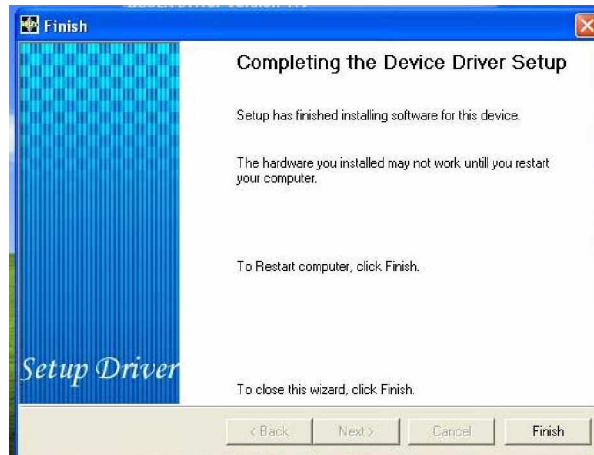 Finish
Completing the Device Driver Setup
Setup has finished installing software for this device.
The hardware you installed may not work untill you restart
your computer.
To Restart computer, click Finish.
Setup Driver
To close this wizard, click Finish.
< Back
Next >
Cancel
Finish